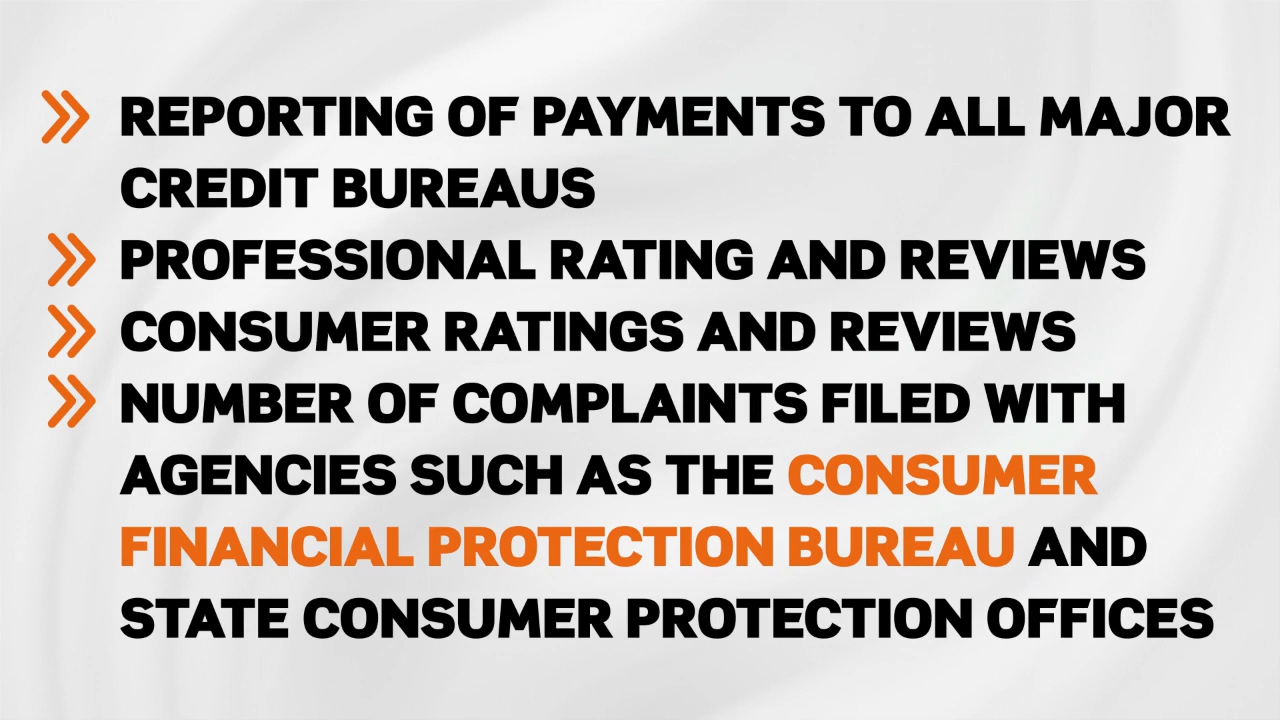 REPORTING OF PAYMENTS TO ALL MAJOR
CREDIT BUREAUS
PROFESSIONAL RATING AND REVIEWS
CONSUMER RATINGS AND REVIEWS
NUMBER OF COMPLAINTS FILED WITH
AGENCIES SUCH AS THE CONSUMER
FINANCIAL PROTECTION BUREAU AND
STATE CONSUMER PROTECTION OFFICES